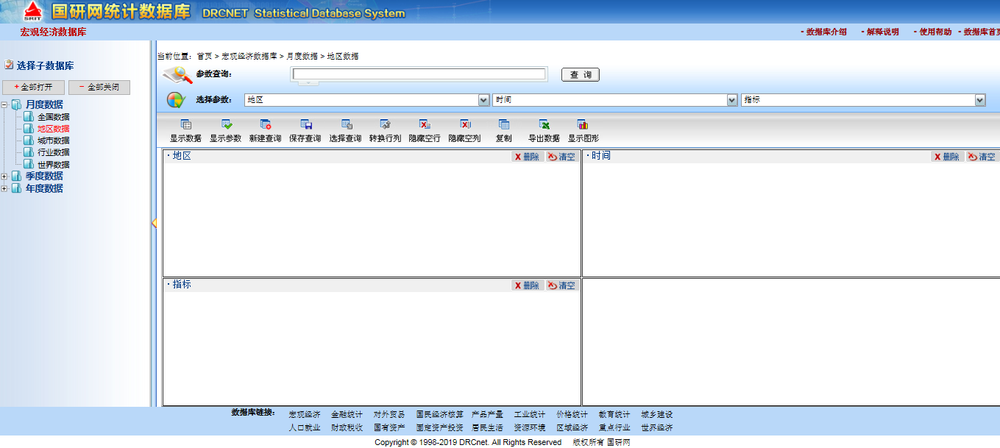 SRIT 国研网统计数据库 DRCNET Statistical Database System
宏观经济数据库 - 数据库介绍 - 解释说明 - 使用帮助 - 数据库首页
当前位置: 首页 > 宏观经济数据库 > 月度数据 > 地区数据
选择子数据库
+ 全部打开 － 全部关闭
月度数据
全国数据
地区数据
城市数据
行业数据
世界数据
季度数据
年度数据
参数查询: 查 询
选择参数: 地区 时间 指标
显示数据 显示参数 新建查询 保存查询 选择查询 转换行列 隐藏空行 隐藏空列 复制 导出数据 显示图形
·地区 X 删除 清空 ·时间 X 删除 清空
·指标 X 删除 清空
数据库链接: 宏观经济 金融统计 对外贸易 国民经济核算 产品产量 工业统计 价格统计 教育统计 城乡建设
人口就业 财政税收 国有资产 固定资产投资 居民生活 资源环境 区域经济 重点行业 世界经济
Copyright © 1998-2019 DRCnet. All Rights Reserved 版权所有 国研网